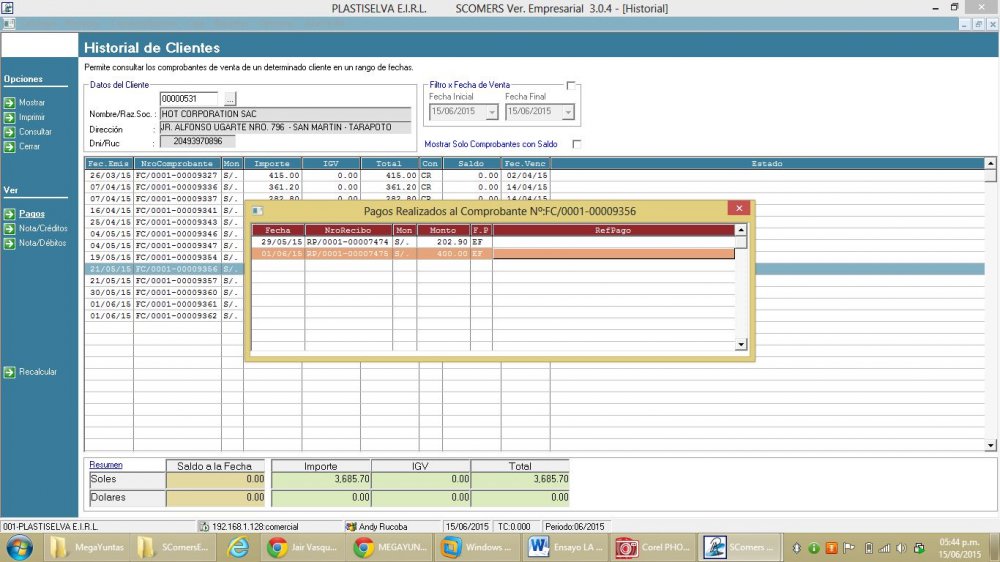 PLASTISELVA E.I.R.L. SCOMERS Ver. Empresarial 3.0.4 - [Historial]
Historial de Clientes
Permite consultar los comprobantes de venta de un determinado cliente en un rango de fechas.
Opciones
Mostrar
Imprimir
Consultar
Cerrar
Ver
Pagos
Nota/Créditos
Nota/Débitos
Recalcular
Datos del Cliente
00000531 ...
Nombre/Raz.Soc. : HOT CORPORATION SAC
Dirección : JR. ALFONSO UGARTE NRO. 796 - SAN MARTIN - TARAPOTO
Dni/Ruc : 20493970896
Filtro x Fecha de Venta
Fecha Inicial Fecha Final
15/06/2015 15/06/2015
Mostrar Solo Comprobantes con Saldo
Fec.Emis NroComprobante Mon Importe IGV Total Con Saldo Fec.Venc Estado
26/03/15 FC/0001-00009327 S/. 415.00 0.00 415.00 CR 0.00 02/04/15
07/04/15 FC/0001-00009336 S/. 361.20 0.00 361.20 CR 0.00 14/04/15
07/04/15 FC/0001-00009337 S/. 282.80 0.00 282.80 CR 0.00 14/04/15
16/04/15 FC/0001-00009341 S/.
25/04/15 FC/0001-00009343 S/.
04/05/15 FC/0001-00009346 S/.
04/05/15 FC/0001-00009347 S/.
19/05/15 FC/0001-00009354 S/.
21/05/15 FC/0001-00009356 S/.
21/05/15 FC/0001-00009357 S/.
30/05/15 FC/0001-00009360 S/.
01/06/15 FC/0001-00009361 S/.
01/06/15 FC/0001-00009362 S/.
Pagos Realizados al Comprobante Nº:FC/0001-00009356
Fecha NroRecibo Mon Monto F.P RefPago
29/05/15 RP/0001-00007474 S/. 202.90 EF
01/06/15 RP/0001-00007475 S/. 400.00 EF
Resumen Saldo a la Fecha Importe IGV Total
Soles 0.00 3,685.70 0.00 3,685.70
Dolares 0.00 0.00 0.00 0.00
001-PLASTISELVA E.I.R.L. 192.168.1.128:comercial Andy Rucoba 15/06/2015 TC:0.000 Periodo:06/2015
MegaYuntas SComersE... Jair Vasqu... MEGAYUN... Windows ... Ensayo LA ... Corel PHO... SComers ... 05:44 p.m.
15/06/2015